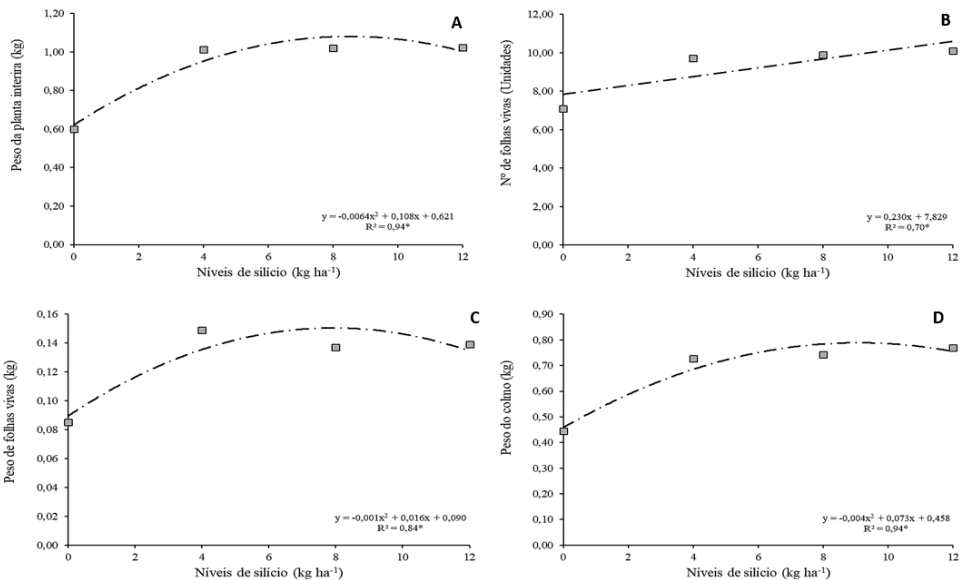 A
Peso da planta interira (kg)
1,20
1,00
0,80
0,60
0,40
0,20
0,00
y = -0,0064x² + 0,108x + 0,621
R² = 0,94*
0 2 4 6 8 10 12
Níveis de silício (kg ha⁻¹)
B
Nº de folhas vivas (Unidades)
12,00
10,00
8,00
6,00
4,00
2,00
0,00
y = 0,230x + 7,829
R² = 0,70*
0 2 4 6 8 10 12
Níveis de silício (kg ha⁻¹)
C
Peso de folhas vivas (kg)
0,16
0,14
0,12
0,10
0,08
0,06
0,04
0,02
0,00
y = -0,001x² + 0,016x + 0,090
R² = 0,84*
0 2 4 6 8 10 12
Níveis de silício (kg ha⁻¹)
D
Peso do colmo (kg)
0,90
0,80
0,70
0,60
0,50
0,40
0,30
0,20
0,10
0,00
y = -0,004x² + 0,073x + 0,458
R² = 0,94*
0 2 4 6 8 10 12
Níveis de silício (kg ha⁻¹)